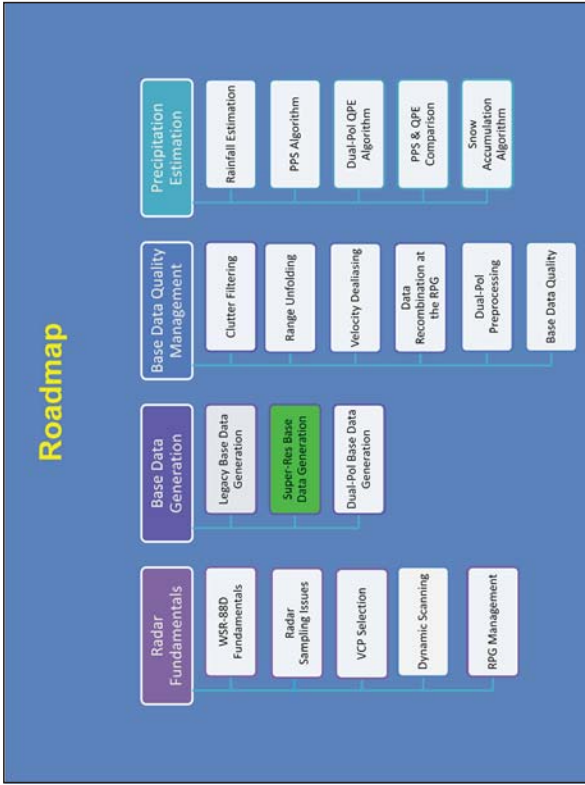 Roadmap
Radar
Fundamentals
WSR-88D
Fundamentals
Radar
Sampling Issues
VCP Selection
Dynamic Scanning
RPG Management
Base Data
Generation
Legacy Base Data
Generation
Super-Res Base
Data Generation
Dual-Pol Base Data
Generation
Base Data Quality
Management
Clutter Filtering
Range Unfolding
Velocity Dealiasing
Data
Recombination at
the RPG
Dual-Pol
Preprocessing
Base Data Quality
Precipitation
Estimation
Rainfall Estimation
PPS Algorithm
Dual-Pol QPE
Algorithm
PPS & QPE
Comparison
Snow
Accumulation
Algorithm